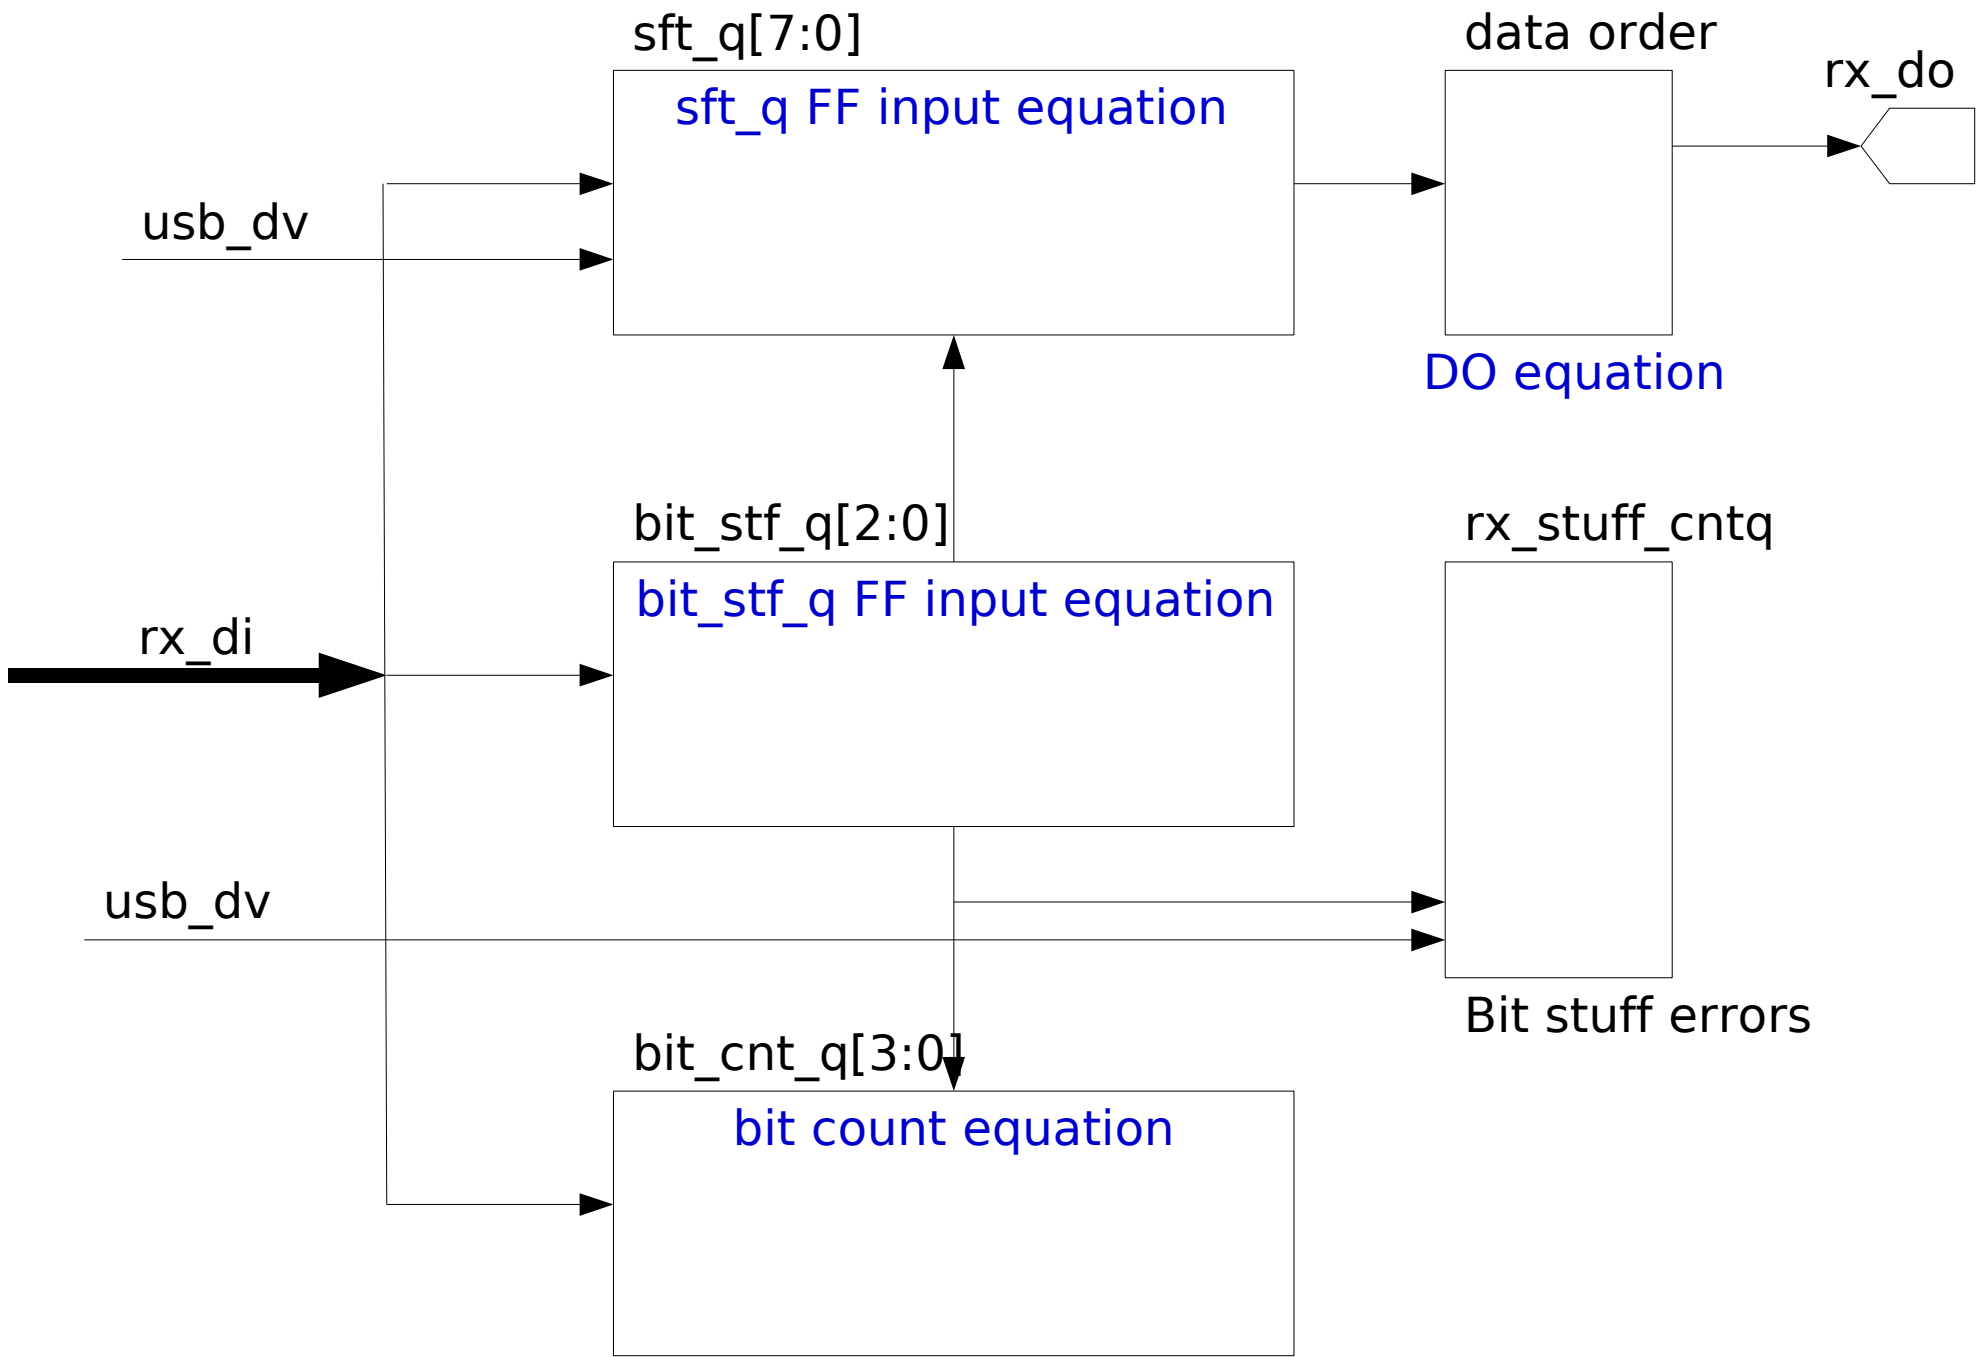 sft_q[7:0]
data order
rx_do
sft_q FF input equation
usb_dv
DO equation
bit_stf_q[2:0]
rx_stuff_cntq
bit_stf_q FF input equation
rx_di
usb_dv
Bit stuff errors
bit_cnt_q[3:0]
bit count equation